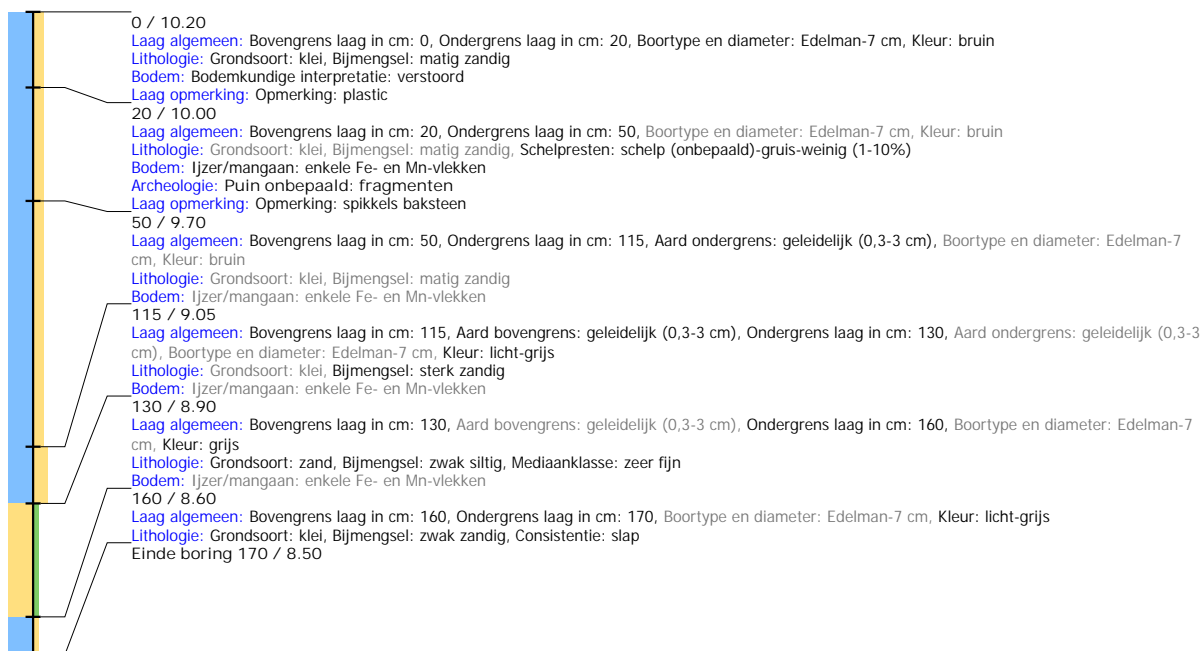 0 / 10.20
Laag algemeen: Bovengrens laag in cm: 0, Ondergrens laag in cm: 20, Boortype en diameter: Edelman-7 cm, Kleur: bruin
Lithologie: Grondsoort: klei, Bijmengsel: matig zandig
Bodem: Bodemkundige interpretatie: verstoord
Laag opmerking: Opmerking: plastic
20 / 10.00
Laag algemeen: Bovengrens laag in cm: 20, Ondergrens laag in cm: 50, Boortype en diameter: Edelman-7 cm, Kleur: bruin
Lithologie: Grondsoort: klei, Bijmengsel: matig zandig, Schelpresten: schelp (onbepaald)-gruis-weinig (1-10%)
Bodem: Ijzer/mangaan: enkele Fe- en Mn-vlekken
Archeologie: Puin onbepaald: fragmenten
Laag opmerking: Opmerking: spikkels baksteen
50 / 9.70
Laag algemeen: Bovengrens laag in cm: 50, Ondergrens laag in cm: 115, Aard ondergrens: geleidelijk (0,3-3 cm), Boortype en diameter: Edelman-7
cm, Kleur: bruin
Lithologie: Grondsoort: klei, Bijmengsel: matig zandig
Bodem: Ijzer/mangaan: enkele Fe- en Mn-vlekken
115 / 9.05
Laag algemeen: Bovengrens laag in cm: 115, Aard bovengrens: geleidelijk (0,3-3 cm), Ondergrens laag in cm: 130, Aard ondergrens: geleidelijk (0,3-3
cm), Boortype en diameter: Edelman-7 cm, Kleur: licht-grijs
Lithologie: Grondsoort: klei, Bijmengsel: sterk zandig
Bodem: Ijzer/mangaan: enkele Fe- en Mn-vlekken
130 / 8.90
Laag algemeen: Bovengrens laag in cm: 130, Aard bovengrens: geleidelijk (0,3-3 cm), Ondergrens laag in cm: 160, Boortype en diameter: Edelman-7
cm, Kleur: grijs
Lithologie: Grondsoort: zand, Bijmengsel: zwak siltig, Mediaanklasse: zeer fijn
Bodem: Ijzer/mangaan: enkele Fe- en Mn-vlekken
160 / 8.60
Laag algemeen: Bovengrens laag in cm: 160, Ondergrens laag in cm: 170, Boortype en diameter: Edelman-7 cm, Kleur: licht-grijs
Lithologie: Grondsoort: klei, Bijmengsel: zwak zandig, Consistentie: slap
Einde boring 170 / 8.50